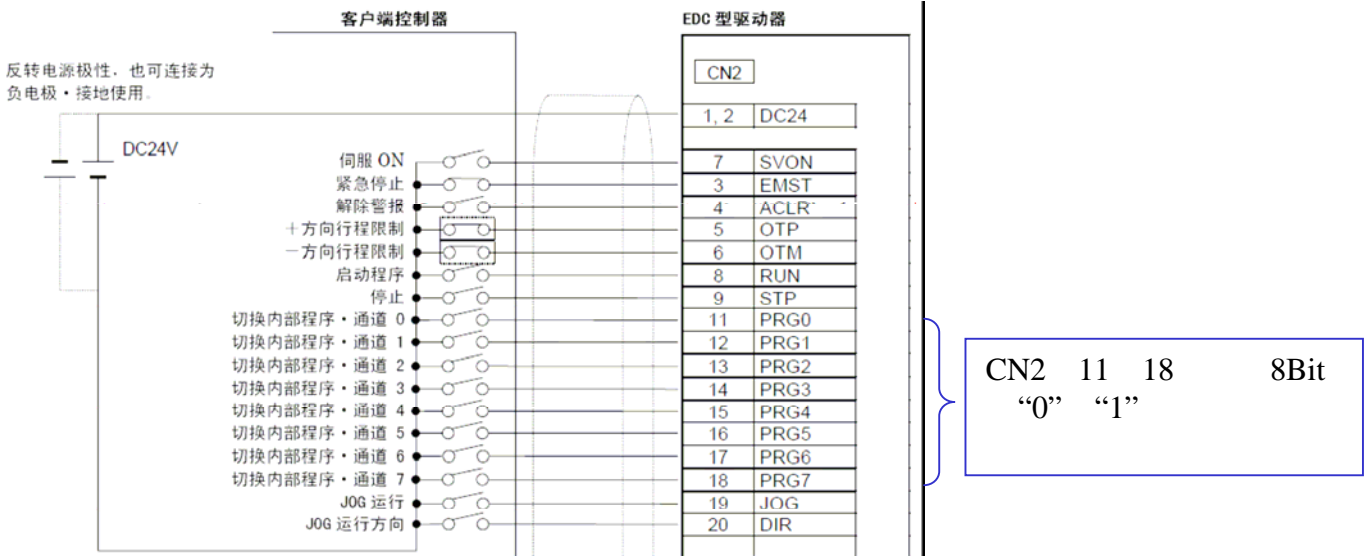 客户端控制器
EDC 型驱动器
反转电源极性．也可连接为
负电极・接地使用．
CN2
1, 2 DC24
DC24V
伺服 ON 7 SVON
紧急停止 3 EMST
解除警报 4 ACLR
＋方向行程限制 5 OTP
－方向行程限制 6 OTM
启动程序 8 RUN
停止 9 STP
切换内部程序・通道 0 11 PRG0
切换内部程序・通道 1 12 PRG1
切换内部程序・通道 2 13 PRG2
切换内部程序・通道 3 14 PRG3
切换内部程序・通道 4 15 PRG4
切换内部程序・通道 5 16 PRG5
切换内部程序・通道 6 17 PRG6
切换内部程序・通道 7 18 PRG7
JOG 运行 19 JOG
JOG 运行方向 20 DIR
CN2 11 18 8Bit
“0” “1”